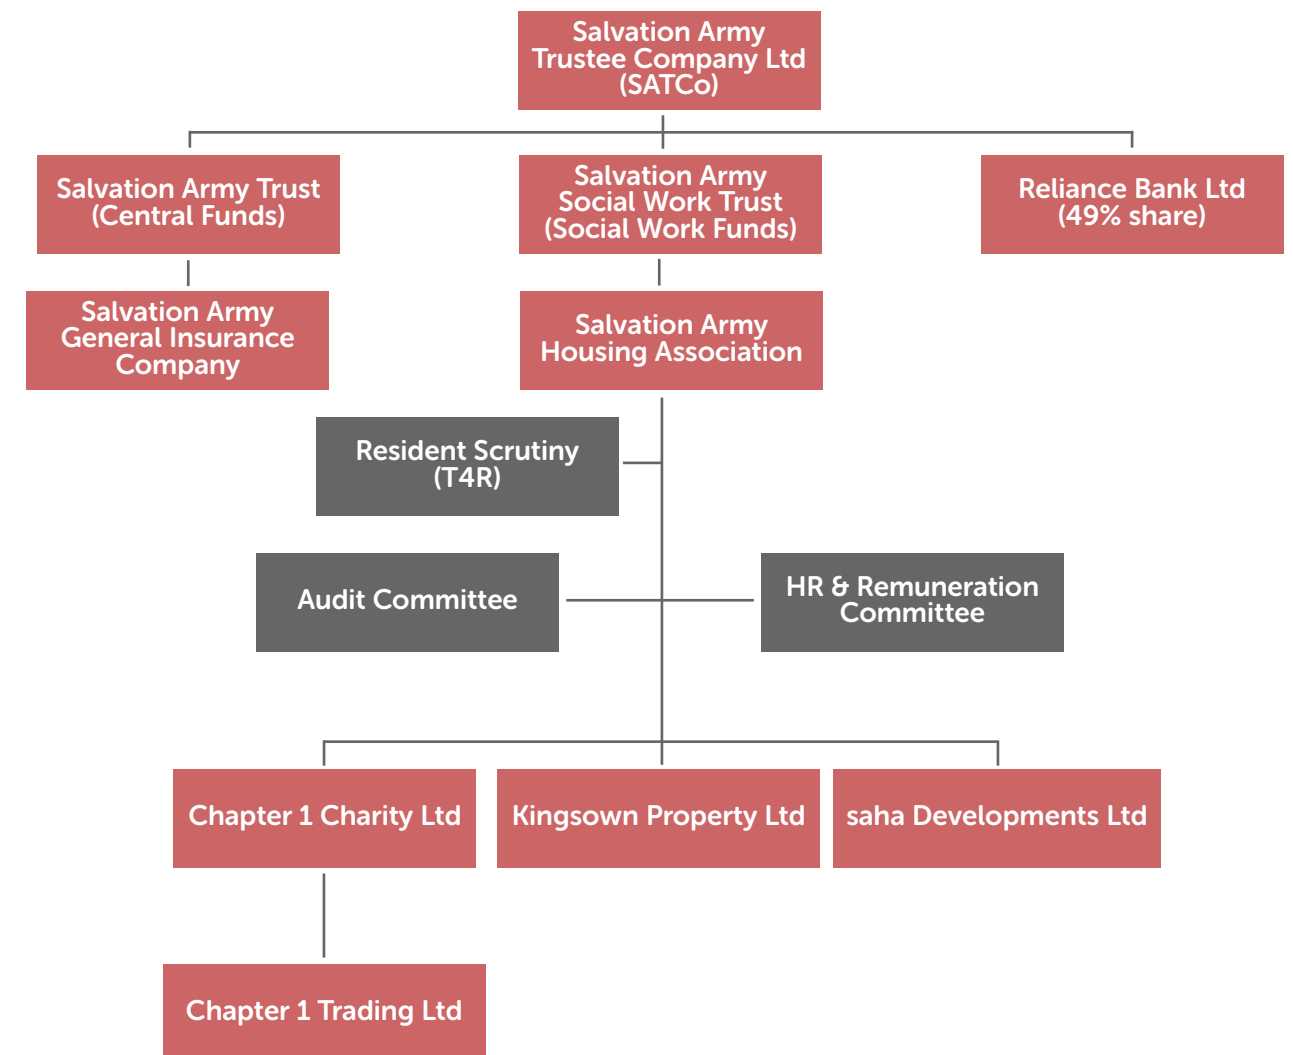 Salvation Army
Trustee Company Ltd
(SATCo)
Salvation Army Trust
(Central Funds)
Salvation Army
Social Work Trust
(Social Work Funds)
Reliance Bank Ltd
(49% share)
Salvation Army
General Insurance
Company
Salvation Army
Housing Association
Resident Scrutiny
(T4R)
Audit Committee
HR & Remuneration
Committee
Chapter 1 Charity Ltd
Kingsown Property Ltd
saha Developments Ltd
Chapter 1 Trading Ltd